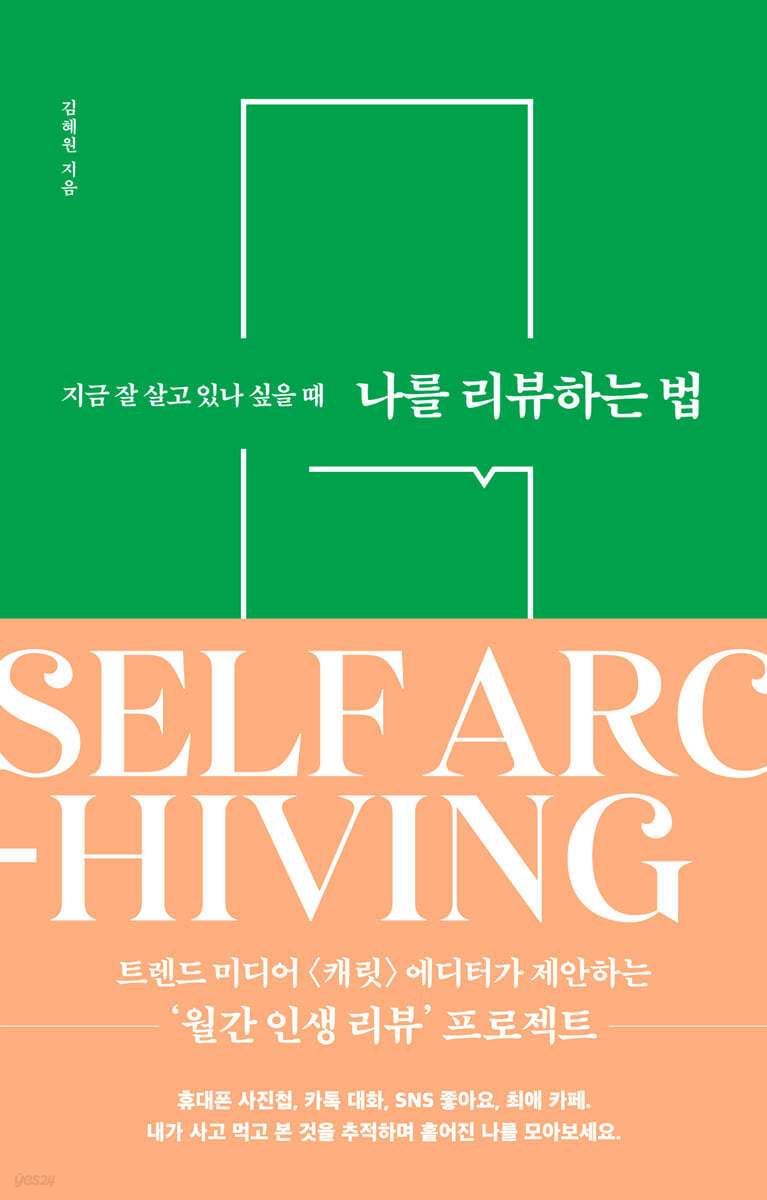 김혜원 지음
지금 잘 살고 있나 싶을 때 나를 리뷰하는 법
SELF ARC
-HIVING
트렌드 미디어 〈캐릿〉 에디터가 제안하는
‘월간 인생 리뷰’ 프로젝트
휴대폰 사진첩, 카톡 대화, SNS 좋아요, 최애 카페.
내가 사고 먹고 본 것을 추적하며 흩어진 나를 모아보세요.
yes24